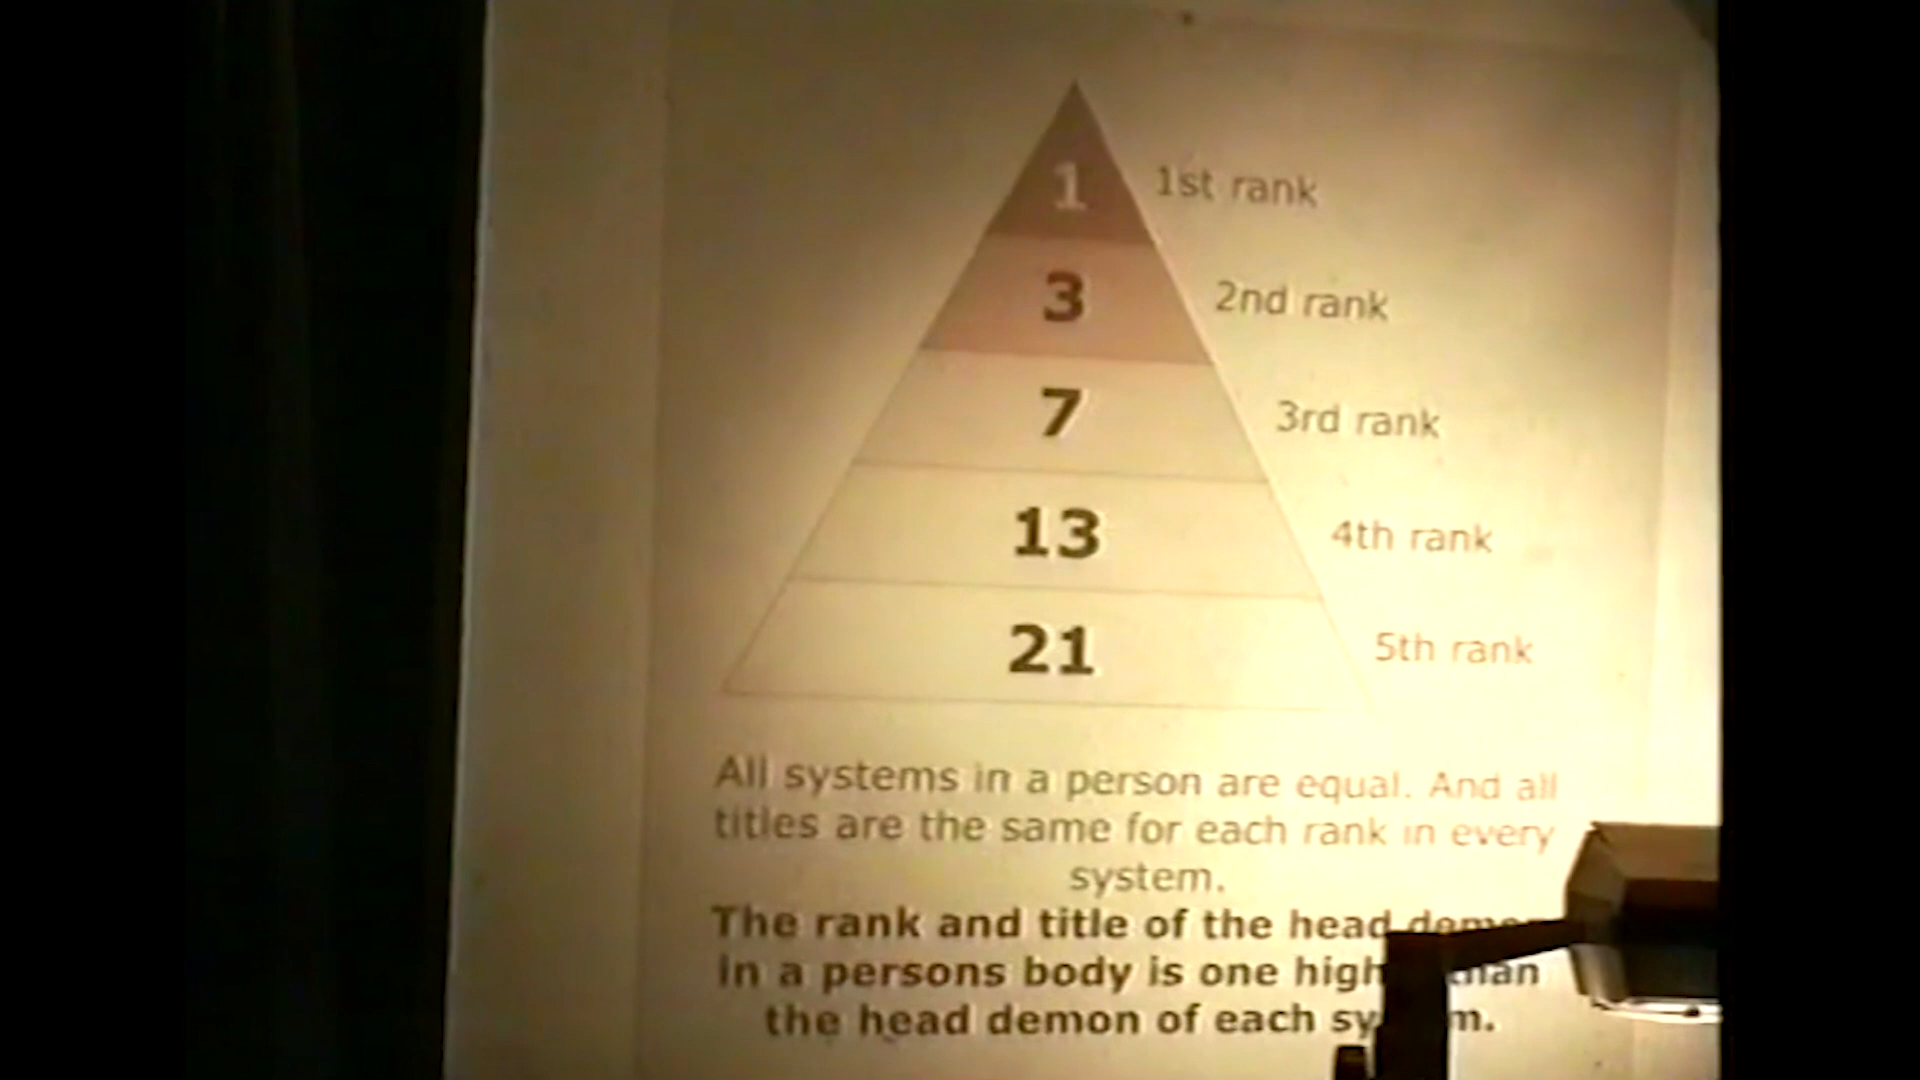 1 1st rank
3 2nd rank
7 3rd rank
13 4th rank
21 5th rank
All systems in a person are equal. And all
titles are the same for each rank in every
system.
The rank and title of the head
in a persons body is one
the head demon of each